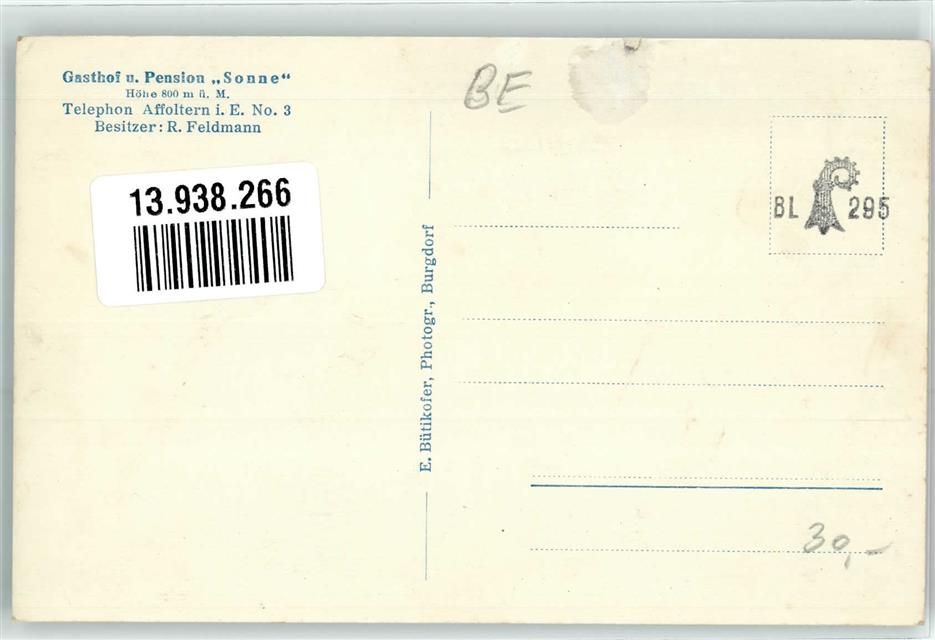 Gasthof u. Pension „Sonne“
Höhe 800 m ü. M.
Telephon Affoltern i. E. No. 3
Besitzer: R. Feldmann
13.938.266
E. Bütikofer, Photogr., Burgdorf
BE
BL 295
30,-